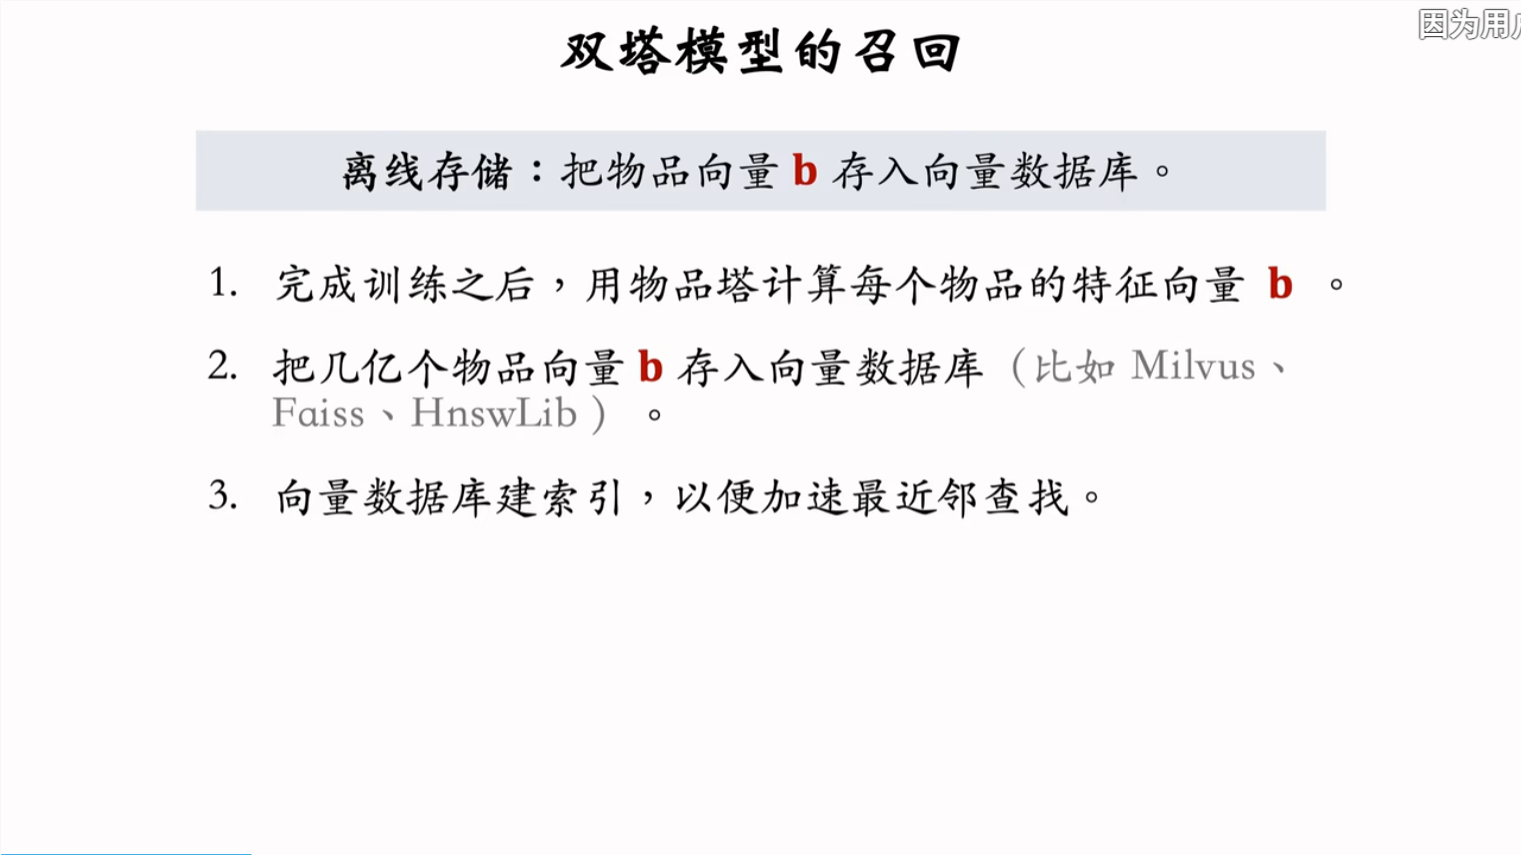 双塔模型的召回
因为用
离线存储：把物品向量 b 存入向量数据库。
1. 完成训练之后，用物品塔计算每个物品的特征向量 b 。
2. 把几亿个物品向量 b 存入向量数据库（比如 Milvus、
Faiss、HnswLib ）。
3. 向量数据库建索引，以便加速最近邻查找。